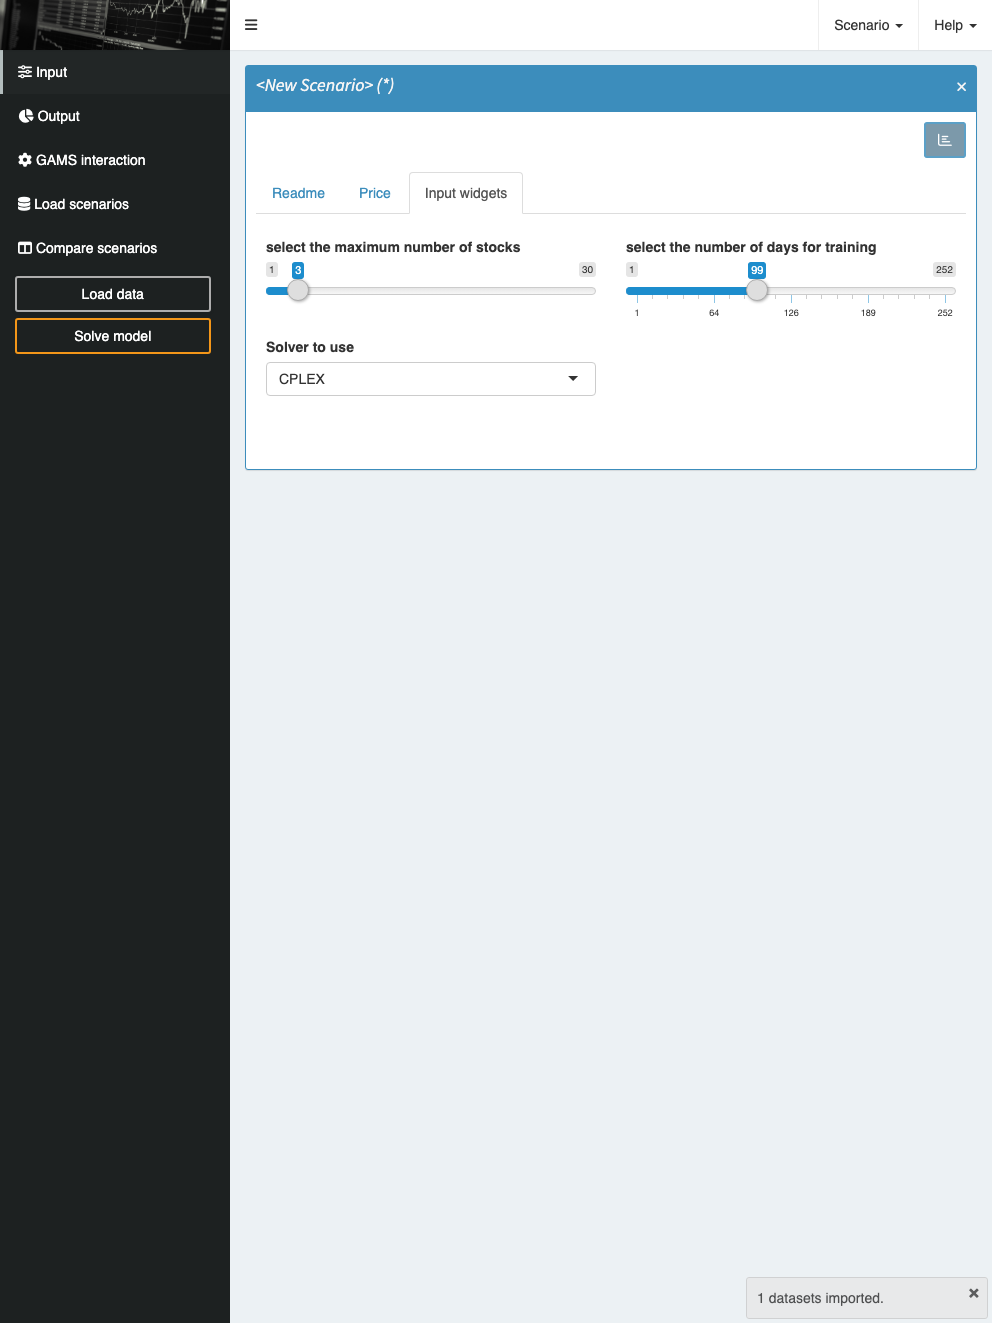 Scenario
Help
Input
Output
GAMS interaction
Load scenarios
Compare scenarios
Load data
Solve model
<New Scenario> (*)
Readme
Price
Input widgets
select the maximum number of stocks
1
3
30
select the number of days for training
1
99
252
1
64
126
189
252
Solver to use
CPLEX
1 datasets imported.